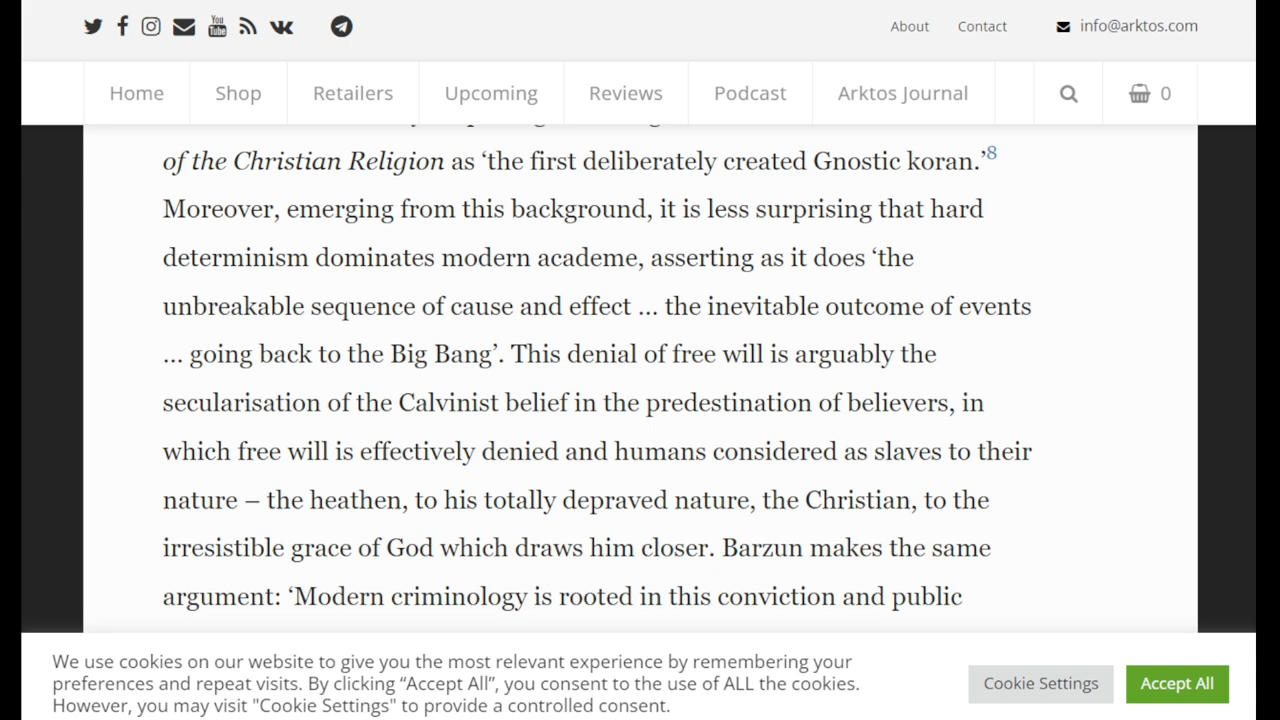 About Contact info@arktos.com
Home Shop Retailers Upcoming Reviews Podcast Arktos Journal 0
of the Christian Religion as ‘the first deliberately created Gnostic koran.’8
Moreover, emerging from this background, it is less surprising that hard
determinism dominates modern academe, asserting as it does ‘the
unbreakable sequence of cause and effect … the inevitable outcome of events
… going back to the Big Bang’. This denial of free will is arguably the
secularisation of the Calvinist belief in the predestination of believers, in
which free will is effectively denied and humans considered as slaves to their
nature – the heathen, to his totally depraved nature, the Christian, to the
irresistible grace of God which draws him closer. Barzun makes the same
argument: ‘Modern criminology is rooted in this conviction and public
We use cookies on our website to give you the most relevant experience by remembering your
preferences and repeat visits. By clicking “Accept All”, you consent to the use of ALL the cookies.
However, you may visit "Cookie Settings" to provide a controlled consent.
Cookie Settings Accept All